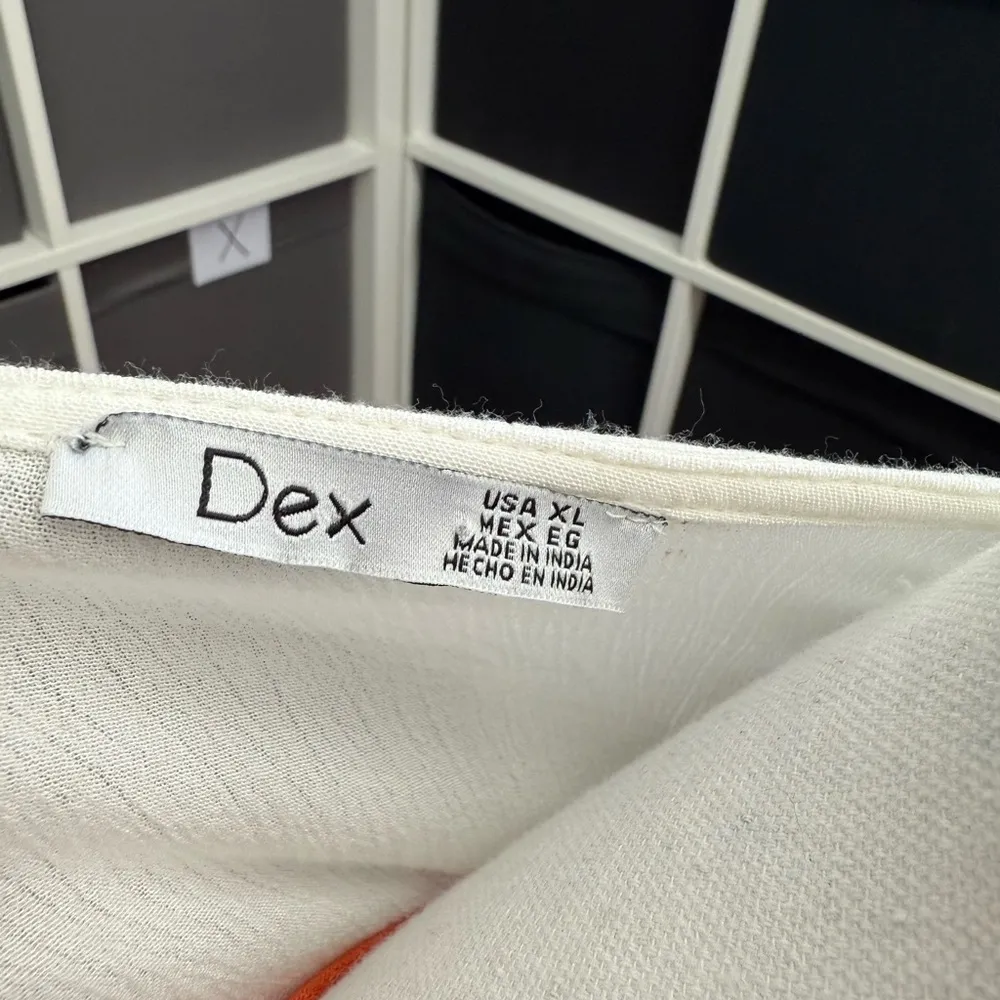 X
Dex
USA XL
MEX EG
MADE IN INDIA
HECHO EN INDIA